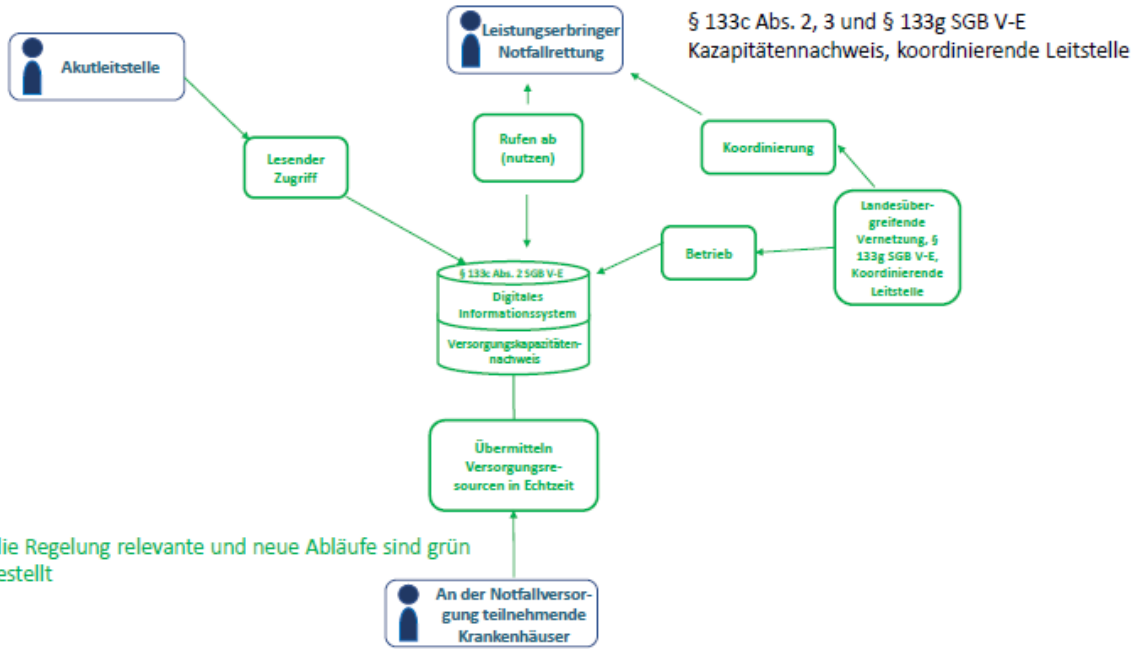 § 133c Abs. 2, 3 und § 133g SGB V-E
Kazapitätennachweis, koordinierende Leitstelle
Akutleitstelle
Leistungserbringer
Notfallrettung
Lesender
Zugriff
Rufen ab
(nutzen)
Koordinierung
Betrieb
Landesüber-
greifende
Vernetzung, §
133g SGB V-E,
Koordinierende
Leitstelle
§ 133c Abs. 2 SGB V-E
Digitales
Informationssystem
Versorgungskapazitäten-
nachweis
Übermitteln
Versorgungsre-
sourcen in Echtzeit
die Regelung relevante und neue Abläufe sind grün
estellt
An der Notfallversor-
gung teilnehmende
Krankenhäuser